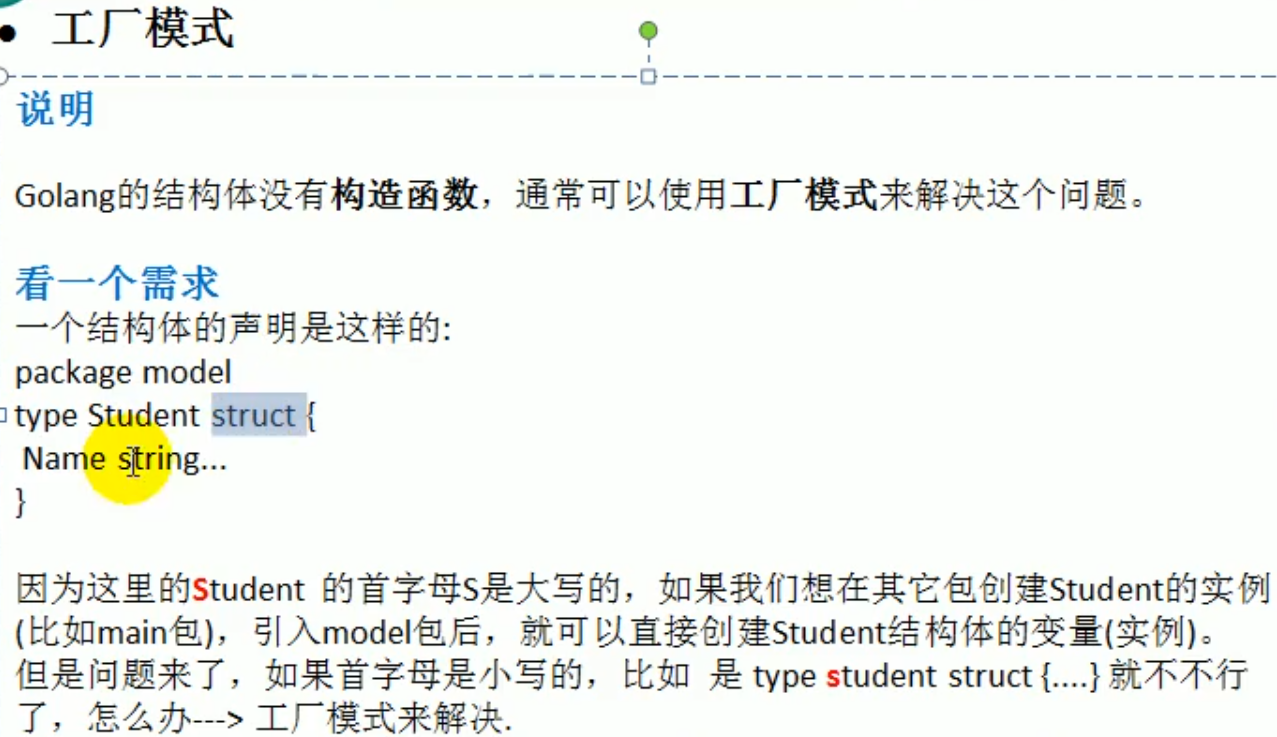 • 工厂模式
说明
Golang的结构体没有构造函数，通常可以使用工厂模式来解决这个问题。
看一个需求
一个结构体的声明是这样的:
package model
type Student struct {
Name string...
}
因为这里的Student 的首字母S是大写的，如果我们想在其它包创建Student的实例
(比如main包)，引入model包后，就可以直接创建Student结构体的变量(实例)。
但是问题来了，如果首字母是小写的，比如 是 type student struct {....} 就不不行
了，怎么办---> 工厂模式来解决.